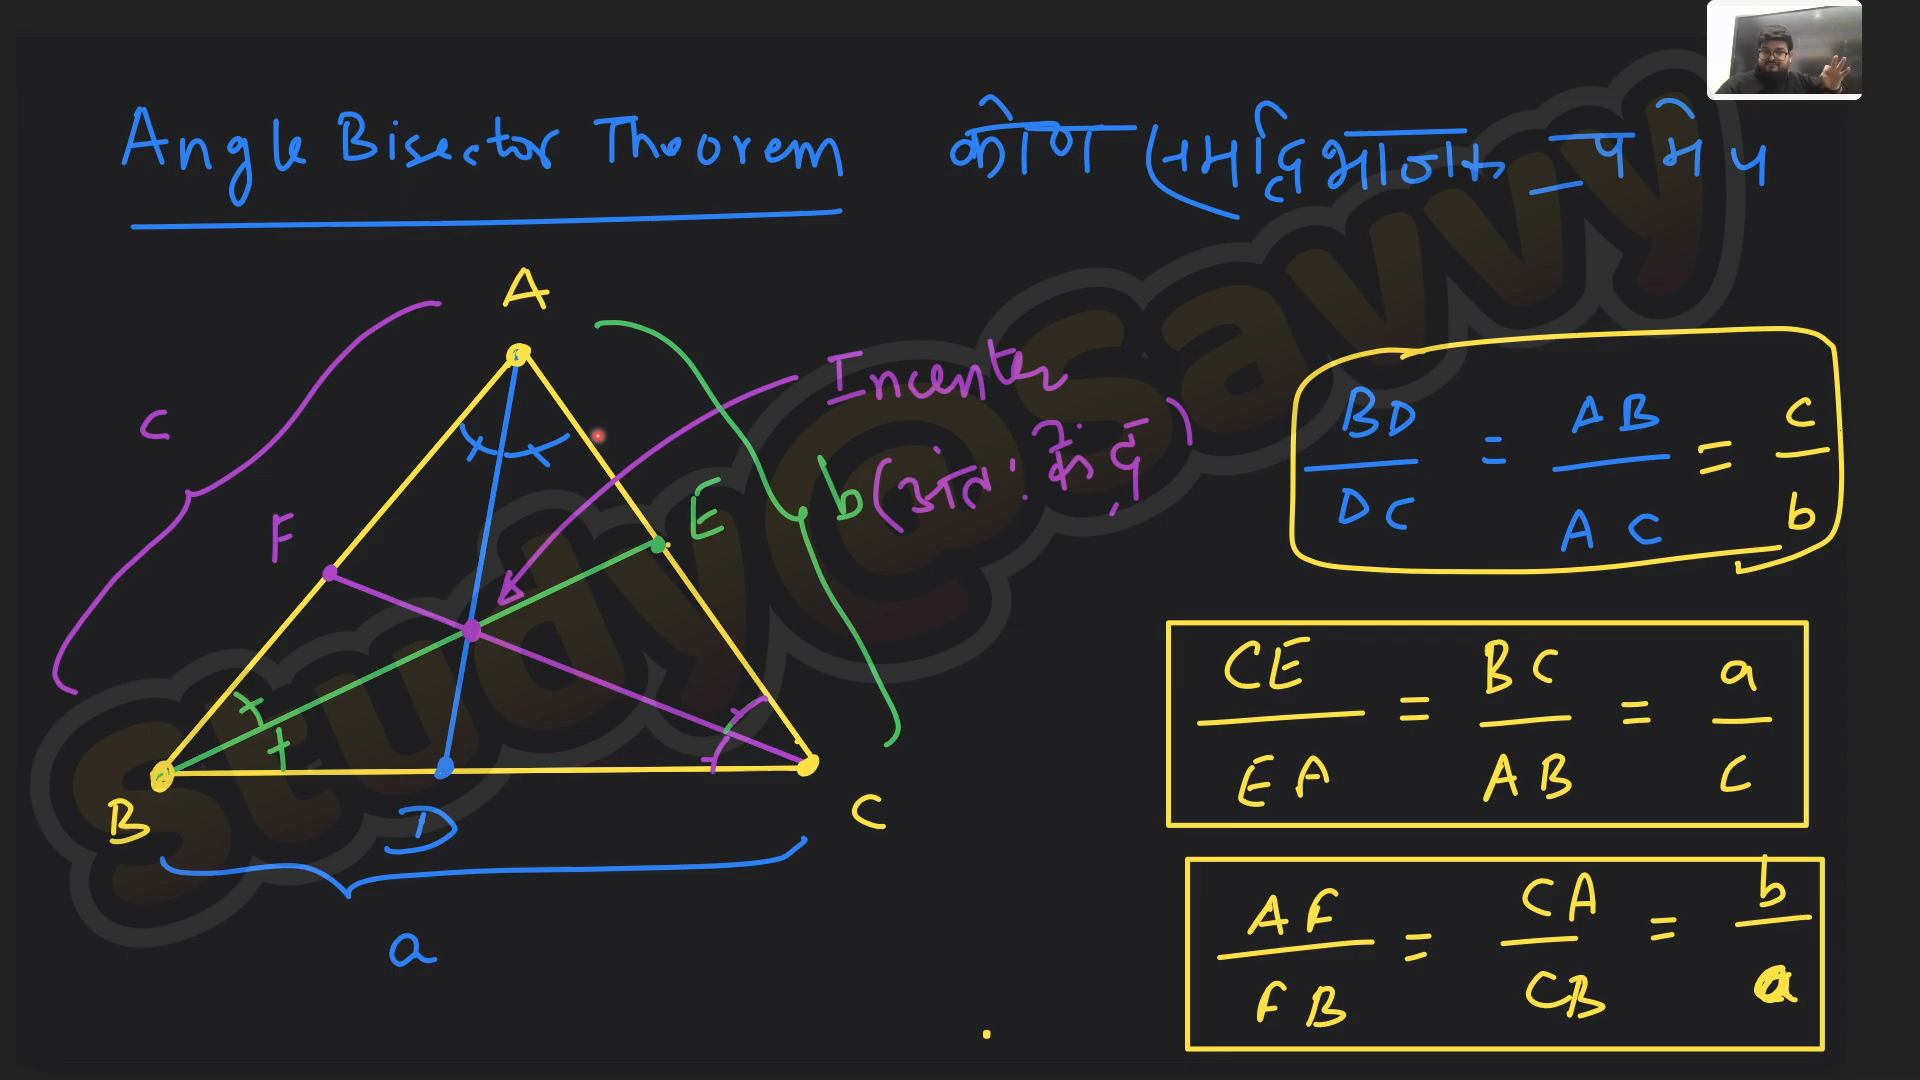 Angle Bisector Theorem कोण समद्विभाजक प्रमेय
A
C
Incenter
(अंतः केंद्र)
b
E
F
B
D
C
a
BD/DC = AB/AC = c/b
CE/EA = BC/AB = a/c
AF/FB = CA/CB = b/a
Study@savvy